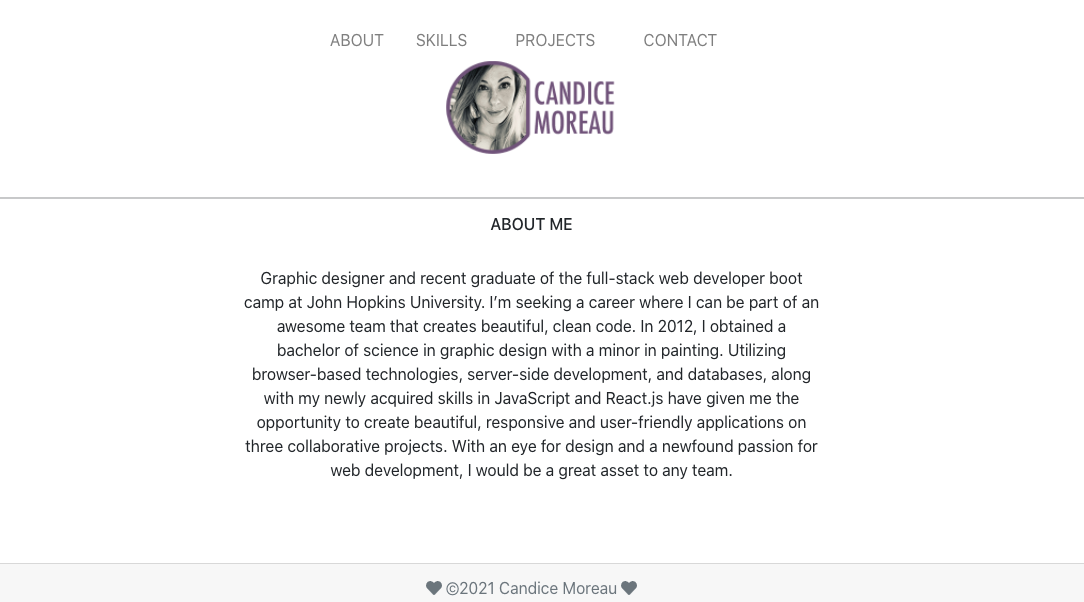 ABOUT SKILLS PROJECTS CONTACT
CANDICE
MOREAU
ABOUT ME
Graphic designer and recent graduate of the full-stack web developer boot
camp at John Hopkins University. I’m seeking a career where I can be part of an
awesome team that creates beautiful, clean code. In 2012, I obtained a
bachelor of science in graphic design with a minor in painting. Utilizing
browser-based technologies, server-side development, and databases, along
with my newly acquired skills in JavaScript and React.js have given me the
opportunity to create beautiful, responsive and user-friendly applications on
three collaborative projects. With an eye for design and a newfound passion for
web development, I would be a great asset to any team.
©2021 Candice Moreau